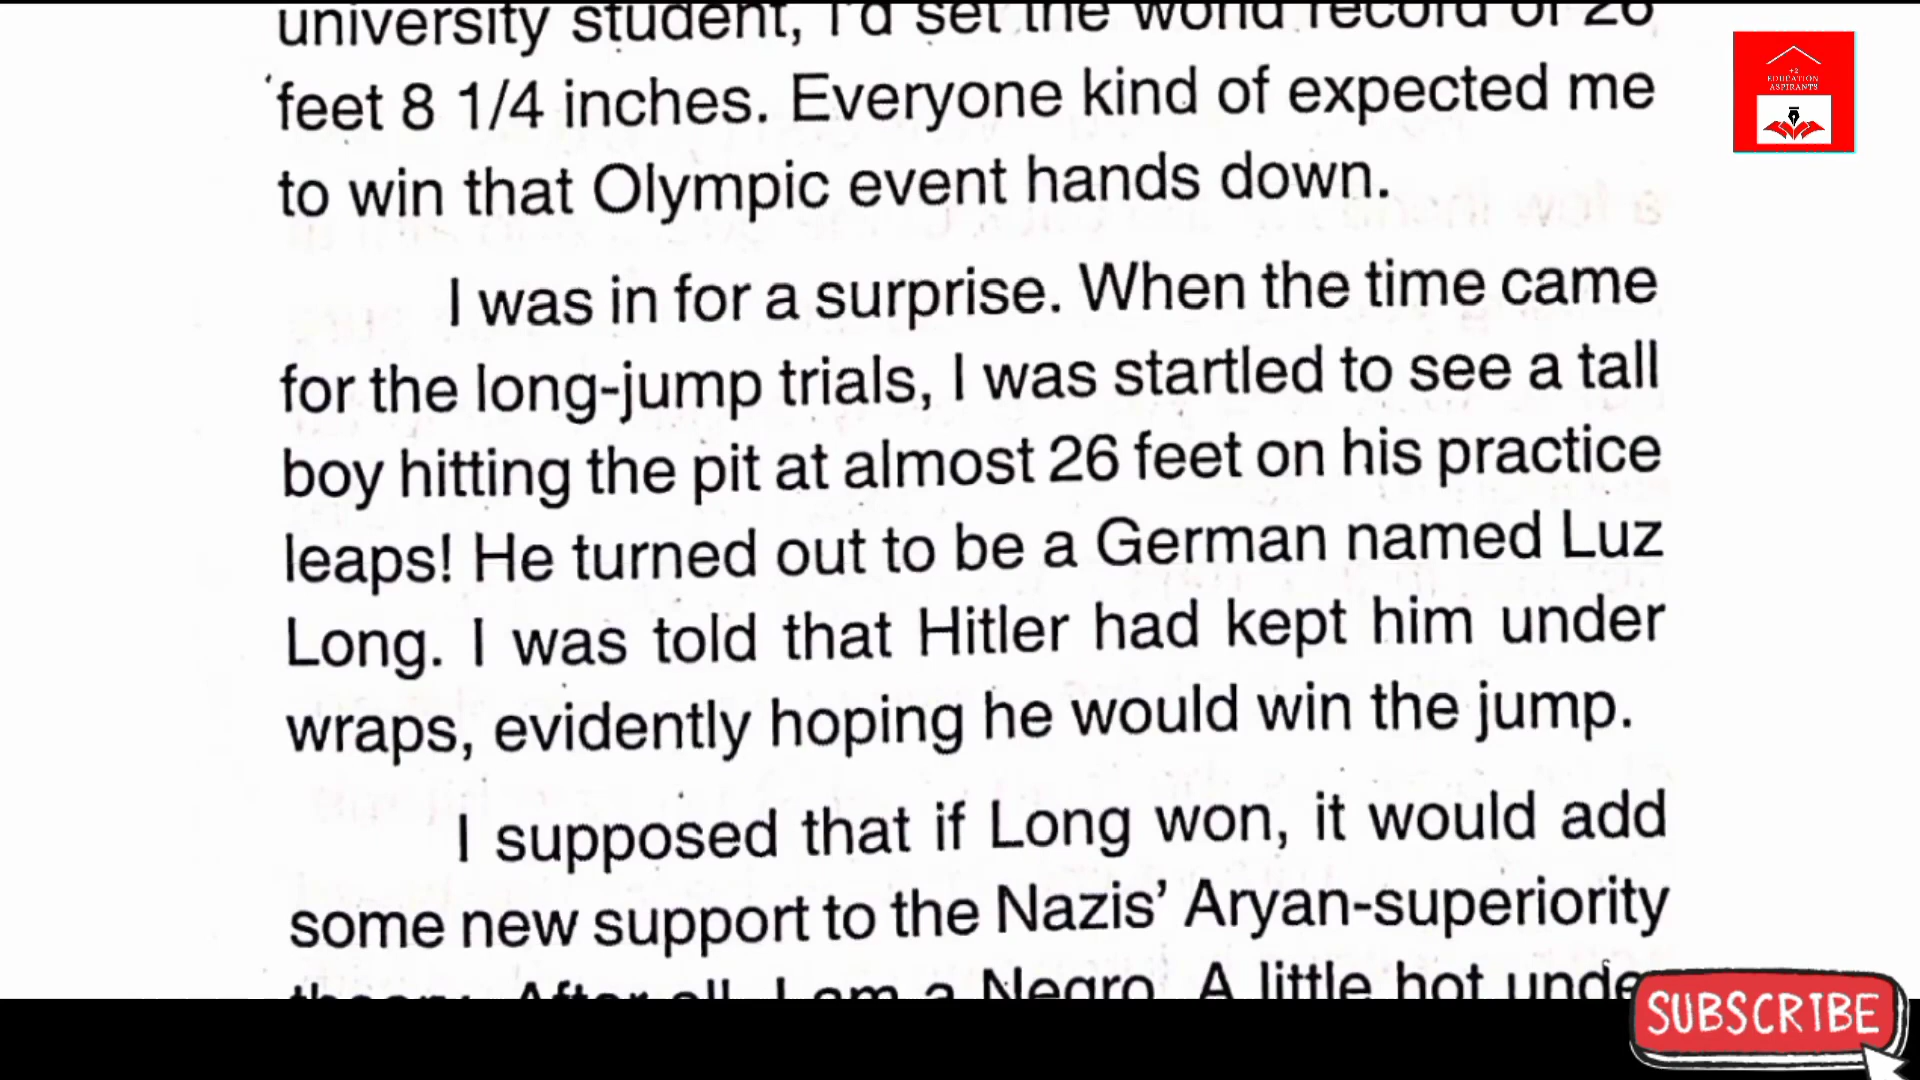 university student, I'd set the world record of 26
feet 8 1/4 inches. Everyone kind of expected me
to win that Olympic event hands down.
+2
EDUCATION
ASPIRANTS
I was in for a surprise. When the time came
for the long-jump trials, I was startled to see a tall
boy hitting the pit at almost 26 feet on his practice
leaps! He turned out to be a German named Luz
Long. I was told that Hitler had kept him under
wraps, evidently hoping he would win the jump.
I supposed that if Long won, it would add
some new support to the Nazis' Aryan-superiority
theory. After all, I am a Negro. A little hot under
SUBSCRIBE